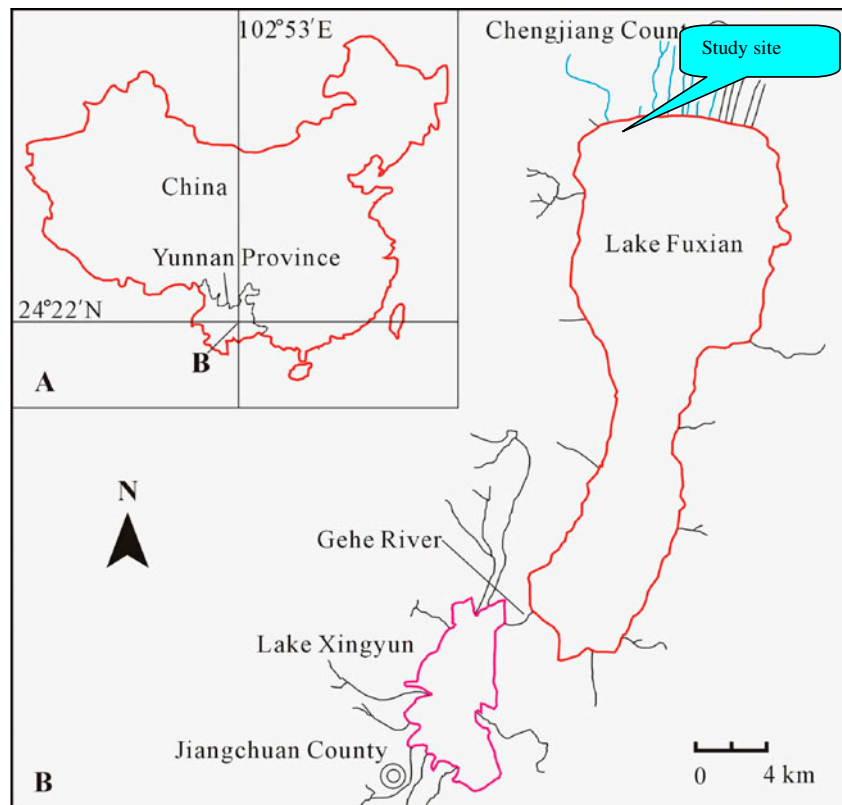 102°53′E
Chengjiang Count
Study site
China
Yunnan Province
Lake Fuxian
24°22′N
B
A
N
Gehe River
Lake Xingyun
Jiangchuan County
B
0 4 km